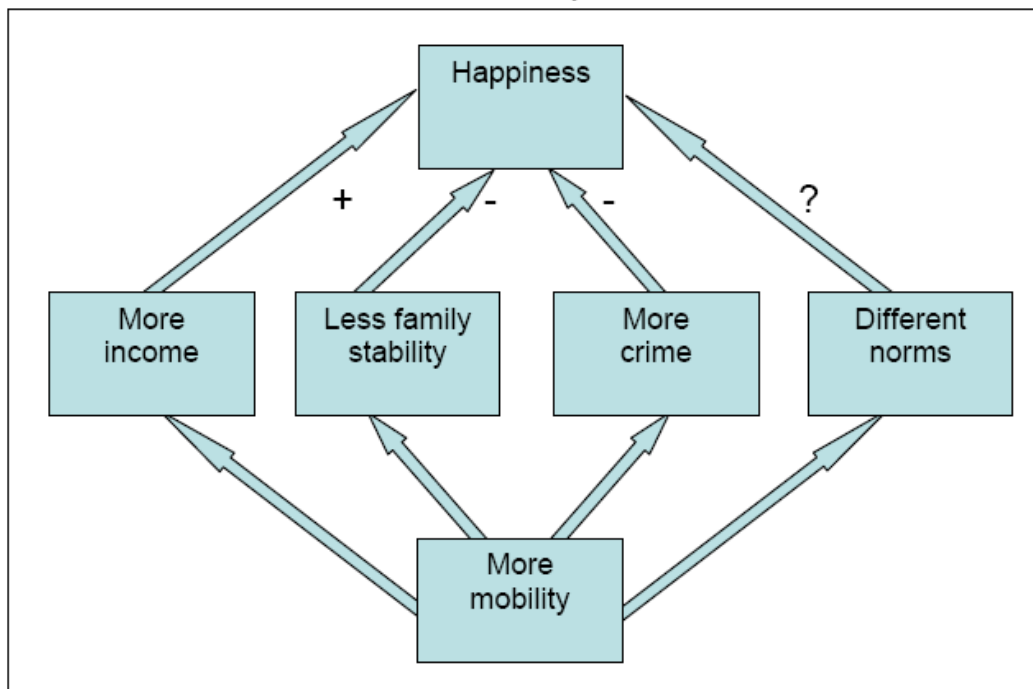 Happiness
+
-
-
?
More
income
Less family
stability
More
crime
Different
norms
More
mobility